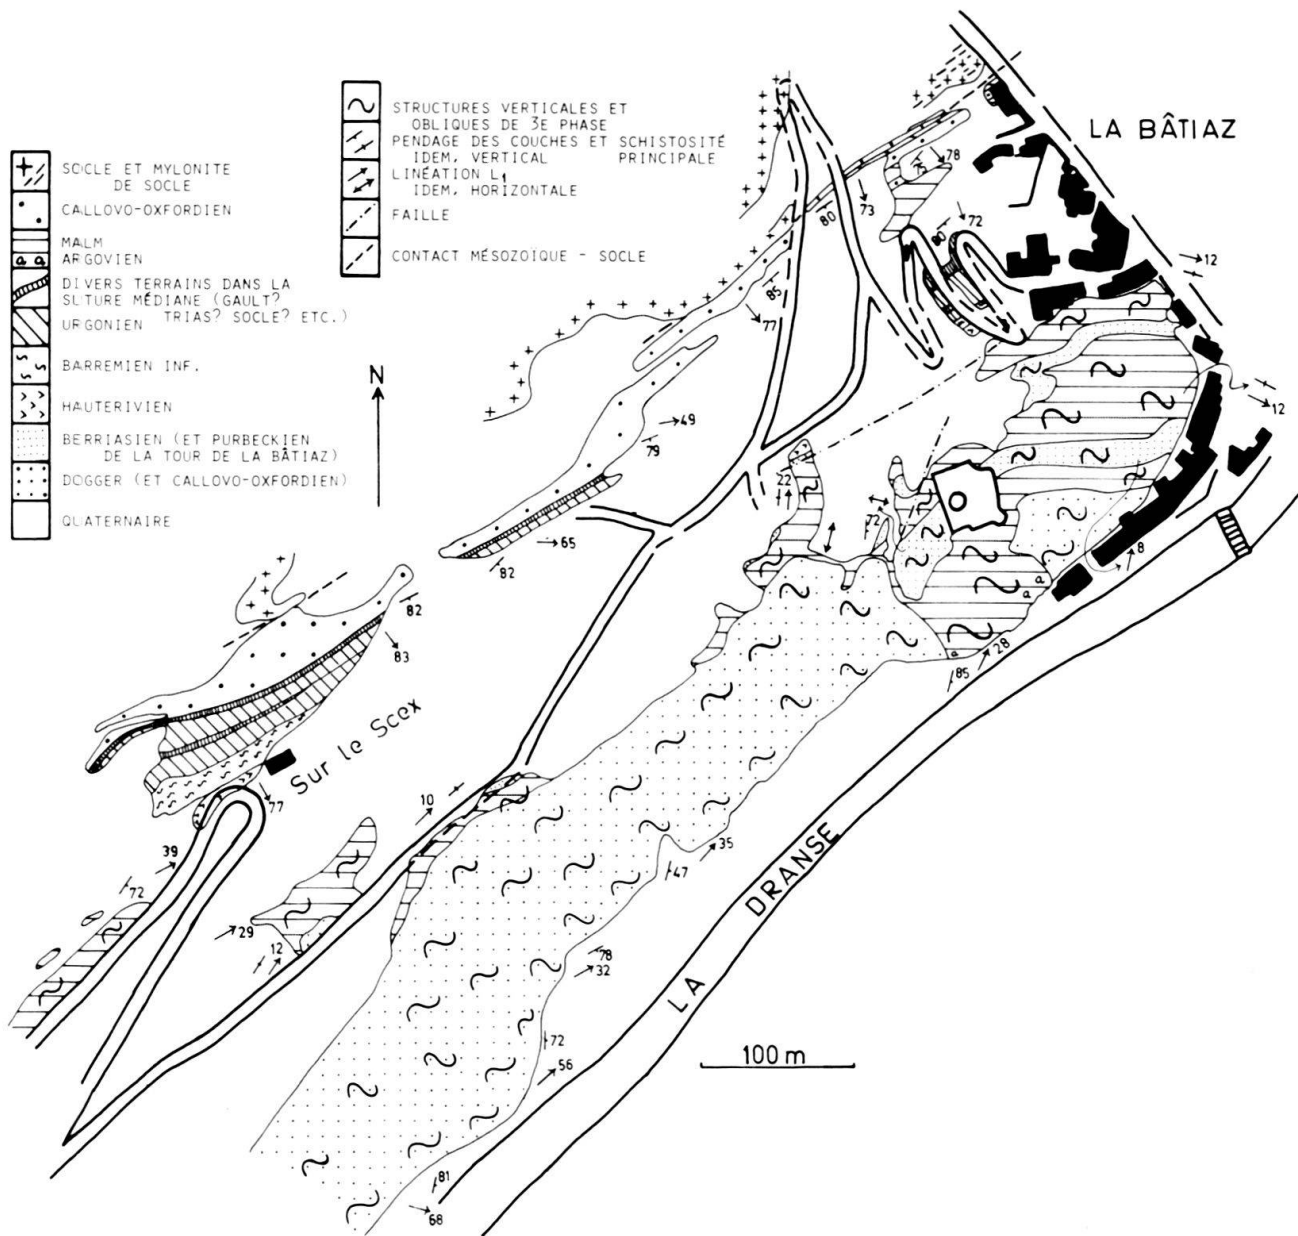 SOCLE ET MYLONITE
DE SOCLE
CALLOVO-OXFORDIEN
MALM
ARGOVIEN
DIVERS TERRAINS DANS LA
SUTURE MÉDIANE (GAULT?
TRIAS? SOCLE? ETC.)
URGONIEN
BARREMIEN INF.
HAUTERIVIEN
BERRIASIEN (ET PURBECKIEN
DE LA TOUR DE LA BÂTIAZ)
DOGGER (ET CALLOVO-OXFORDIEN)
QUATERNAIRE
STRUCTURES VERTICALES ET
OBLIQUES DE 3E PHASE
PENDAGE DES COUCHES ET SCHISTOSITÉ
IDEM, VERTICAL PRINCIPALE
LINÉATION L1
IDEM, HORIZONTALE
FAILLE
CONTACT MÉSOZOÏQUE - SOCLE
N
LA BÂTIAZ
78
73
80
72
80
12
85
77
12
49
79
22
72
65
82
8
82
83
28
85
Sur le Scex
77
10
39
72
35
47
29
12
78
32
LA DRANSE
72
56
100 m
81
68